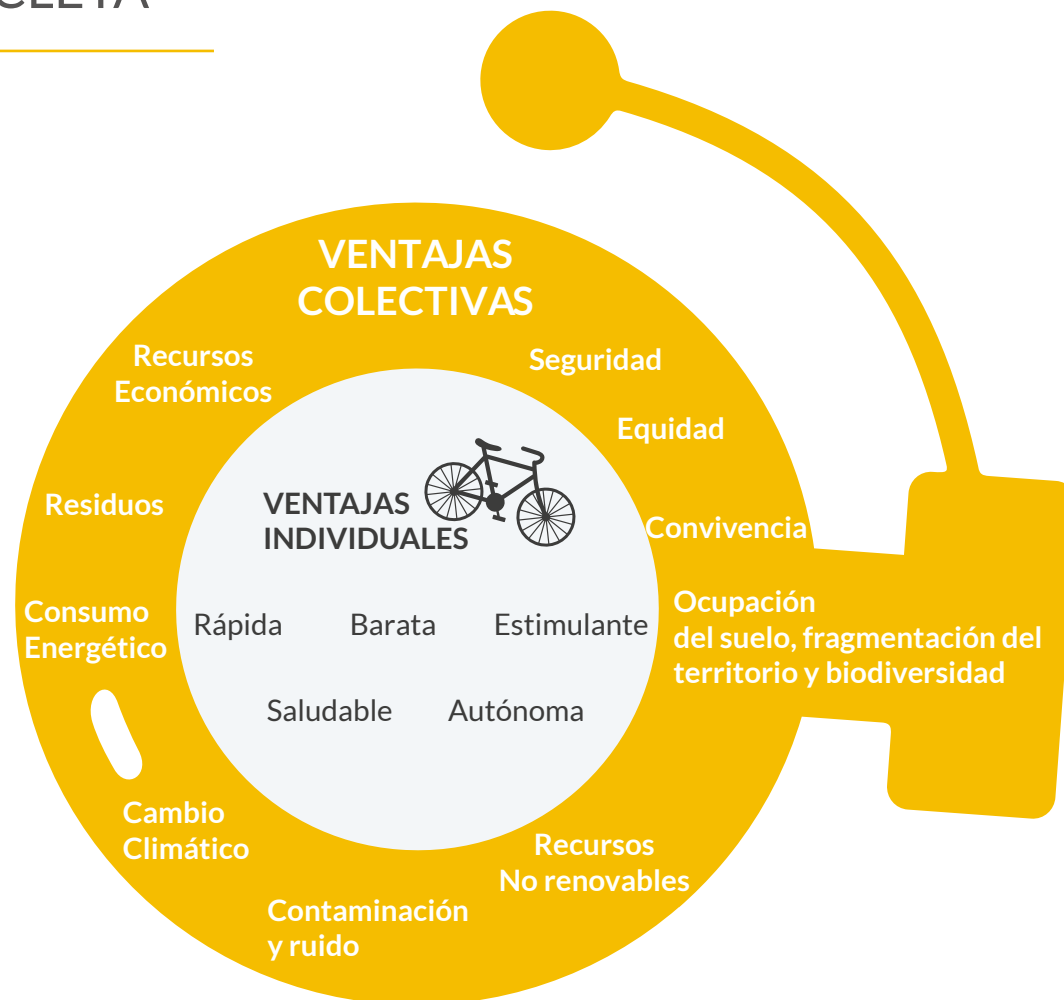 VENTAJAS
COLECTIVAS
Recursos
Económicos
Seguridad
Equidad
Residuos
VENTAJAS
INDIVIDUALES
Convivencia
Consumo
Energético
Rápida
Barata
Estimulante
Ocupación
del suelo, fragmentación del
territorio y biodiversidad
Saludable
Autónoma
Cambio
Climático
Recursos
No renovables
Contaminación
y ruido